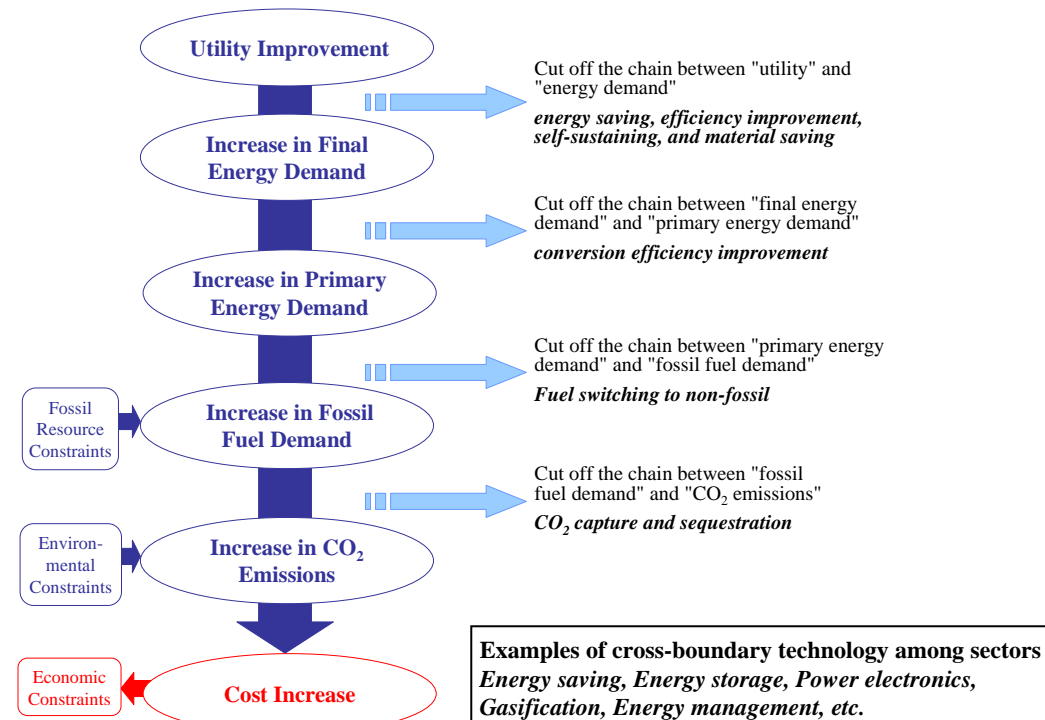 Utility Improvement
Cut off the chain between "utility" and
"energy demand"
energy saving, efficiency improvement,
self-sustaining, and material saving
Increase in Final
Energy Demand
Cut off the chain between "final energy
demand" and "primary energy demand"
conversion efficiency improvement
Increase in Primary
Energy Demand
Cut off the chain between "primary energy
demand" and "fossil fuel demand"
Fuel switching to non-fossil
Fossil
Resource
Constraints
Increase in Fossil
Fuel Demand
Cut off the chain between "fossil
fuel demand" and "CO₂ emissions"
CO₂ capture and sequestration
Environ-
mental
Constraints
Increase in CO₂
Emissions
Economic
Constraints
Cost Increase
Examples of cross-boundary technology among sectors
Energy saving, Energy storage, Power electronics,
Gasification, Energy management, etc.